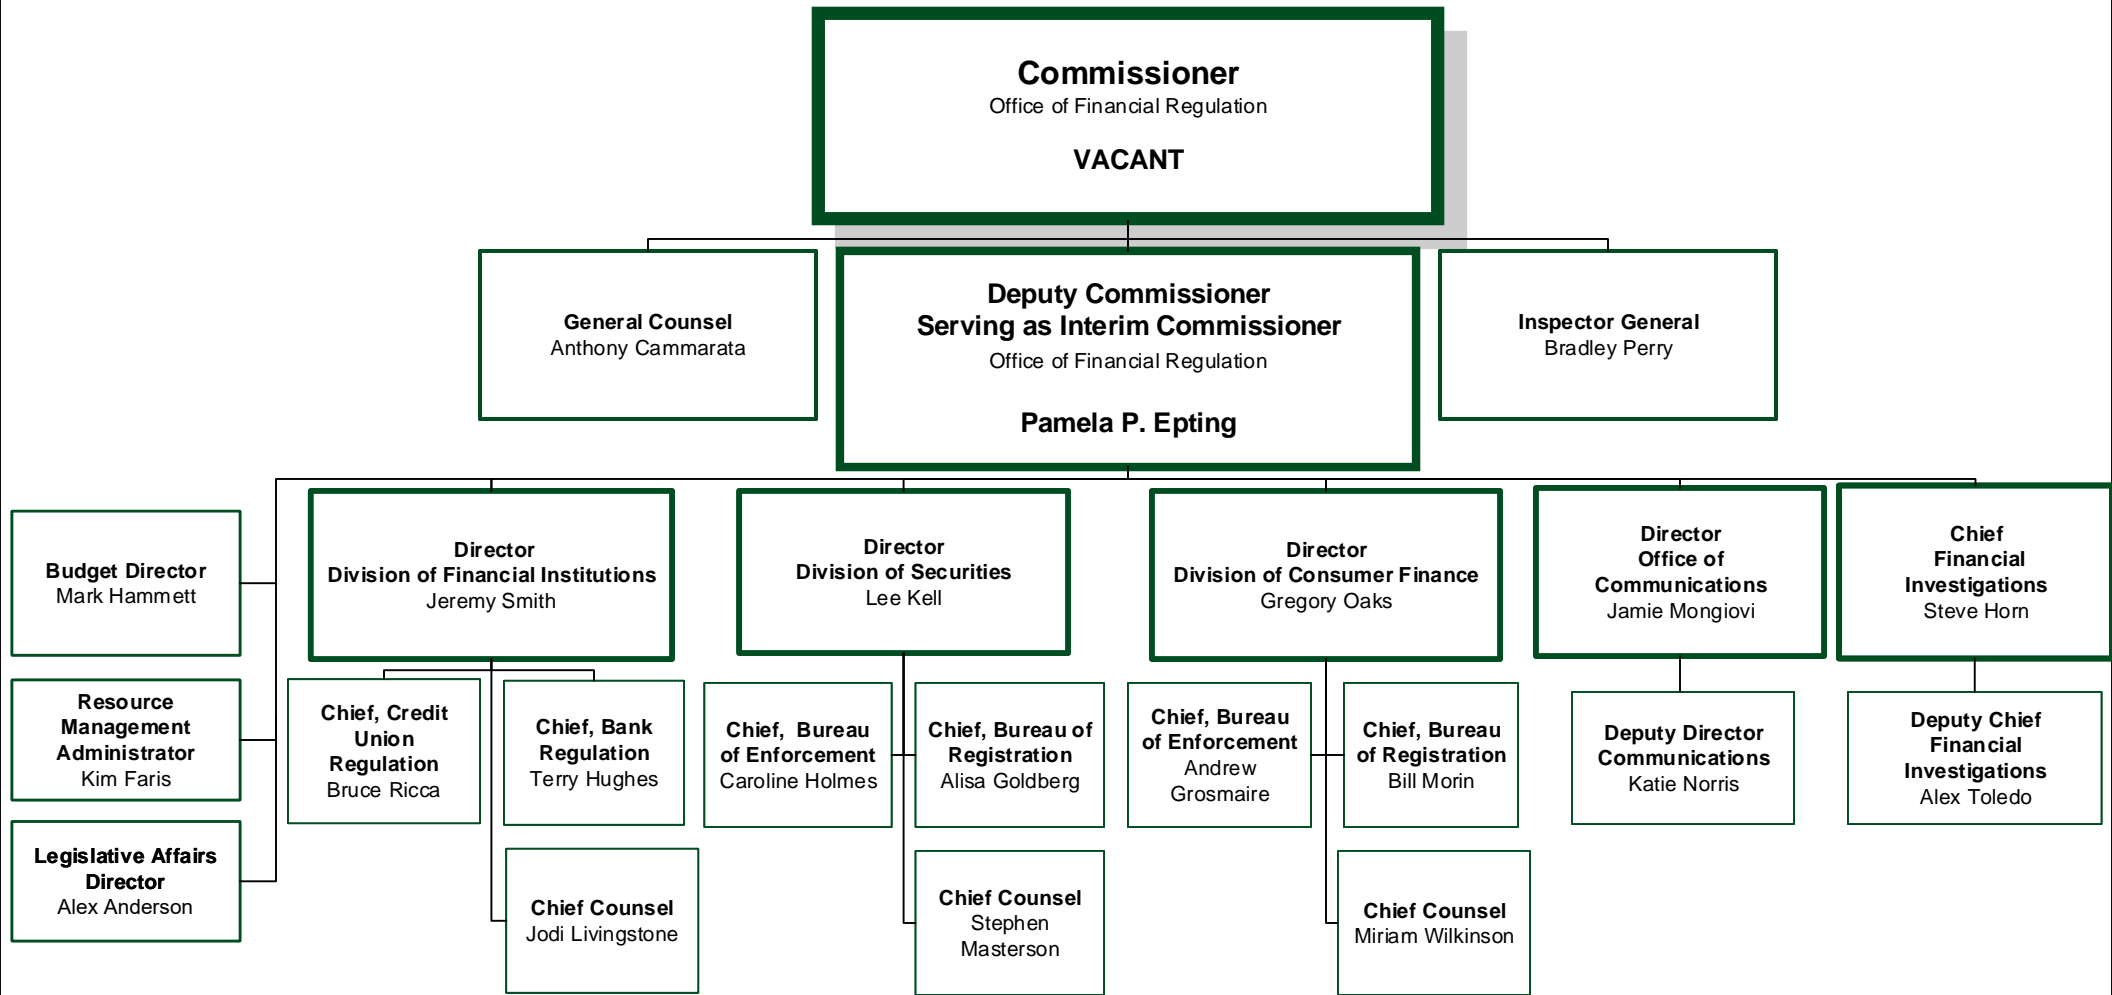 Commissioner
Office of Financial Regulation
VACANT
General Counsel
Anthony Cammarata
Deputy Commissioner
Serving as Interim Commissioner
Office of Financial Regulation
Pamela P. Epting
Inspector General
Bradley Perry
Budget Director
Mark Hammett
Resource
Management
Administrator
Kim Faris
Legislative Affairs
Director
Alex Anderson
Director
Division of Financial Institutions
Jeremy Smith
Chief, Credit
Union
Regulation
Bruce Ricca
Chief, Bank
Regulation
Terry Hughes
Chief Counsel
Jodi Livingstone
Director
Division of Securities
Lee Kell
Chief, Bureau
of Enforcement
Caroline Holmes
Chief, Bureau of
Registration
Alisa Goldberg
Chief Counsel
Stephen
Masterson
Director
Division of Consumer Finance
Gregory Oaks
Chief, Bureau
of Enforcement
Andrew
Grosmaire
Chief, Bureau
of Registration
Bill Morin
Chief Counsel
Miriam Wilkinson
Director
Office of
Communications
Jamie Mongiovi
Deputy Director
Communications
Katie Norris
Chief
Financial
Investigations
Steve Horn
Deputy Chief
Financial
Investigations
Alex Toledo